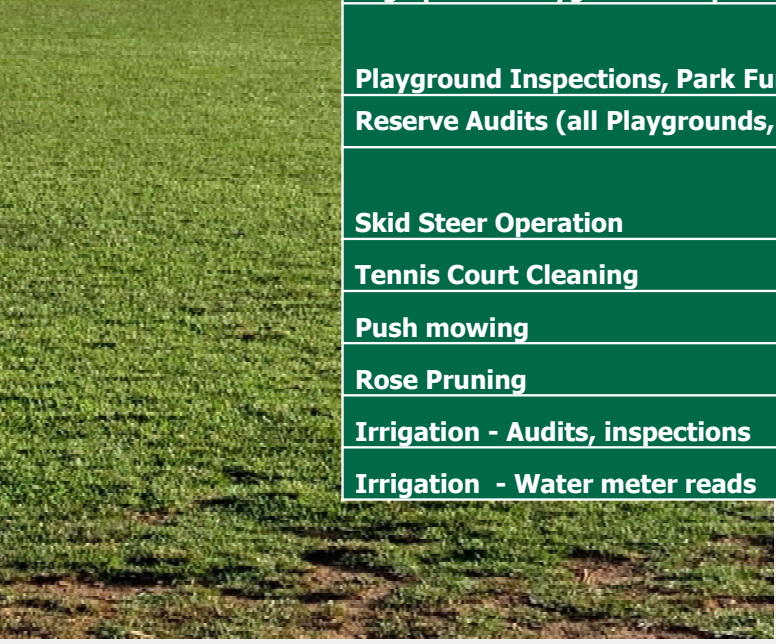 Playground Inspections, Park Fu
Reserve Audits (all Playgrounds,
Skid Steer Operation
Tennis Court Cleaning
Push mowing
Rose Pruning
Irrigation - Audits, inspections
Irrigation - Water meter reads